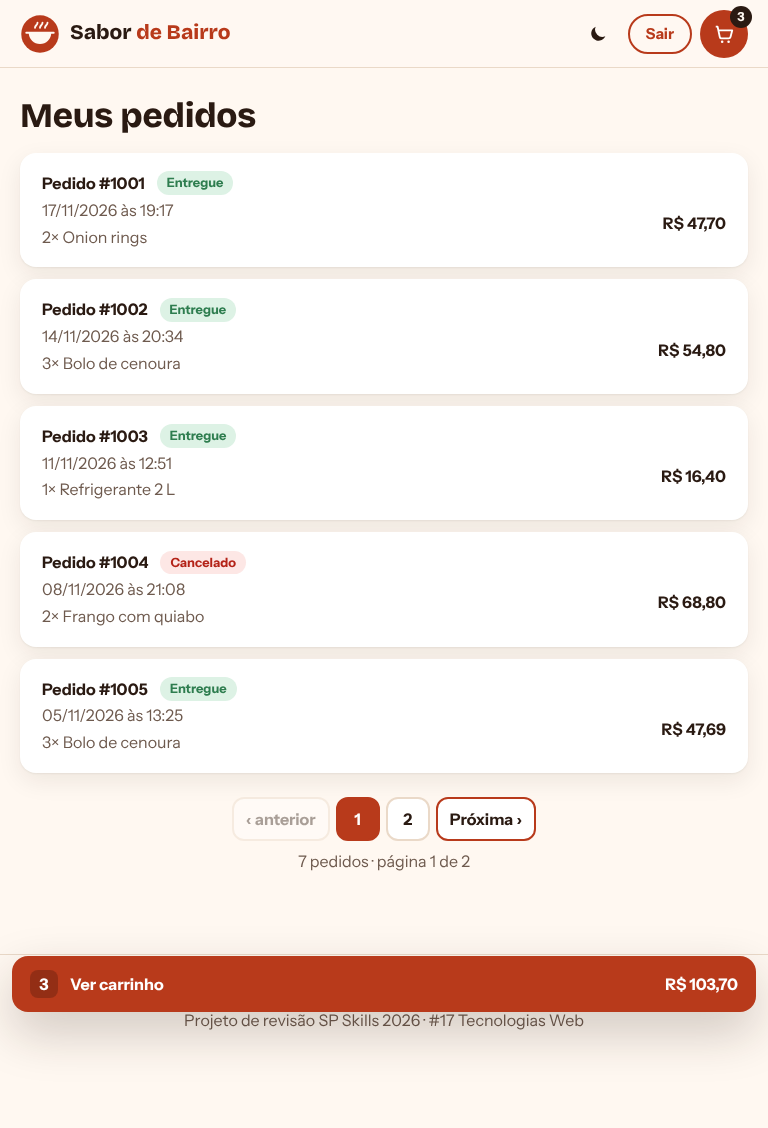 Sabor de Bairro
Sair
3
Meus pedidos
Pedido #1001 Entregue
17/11/2026 às 19:17
2× Onion rings
R$ 47,70
Pedido #1002 Entregue
14/11/2026 às 20:34
3× Bolo de cenoura
R$ 54,80
Pedido #1003 Entregue
11/11/2026 às 12:51
1× Refrigerante 2 L
R$ 16,40
Pedido #1004 Cancelado
08/11/2026 às 21:08
2× Frango com quiabo
R$ 68,80
Pedido #1005 Entregue
05/11/2026 às 13:25
3× Bolo de cenoura
R$ 47,69
‹ anterior 1 2 Próxima ›
7 pedidos · página 1 de 2
3 Ver carrinho R$ 103,70
Projeto de revisão SP Skills 2026 · #17 Tecnologias Web